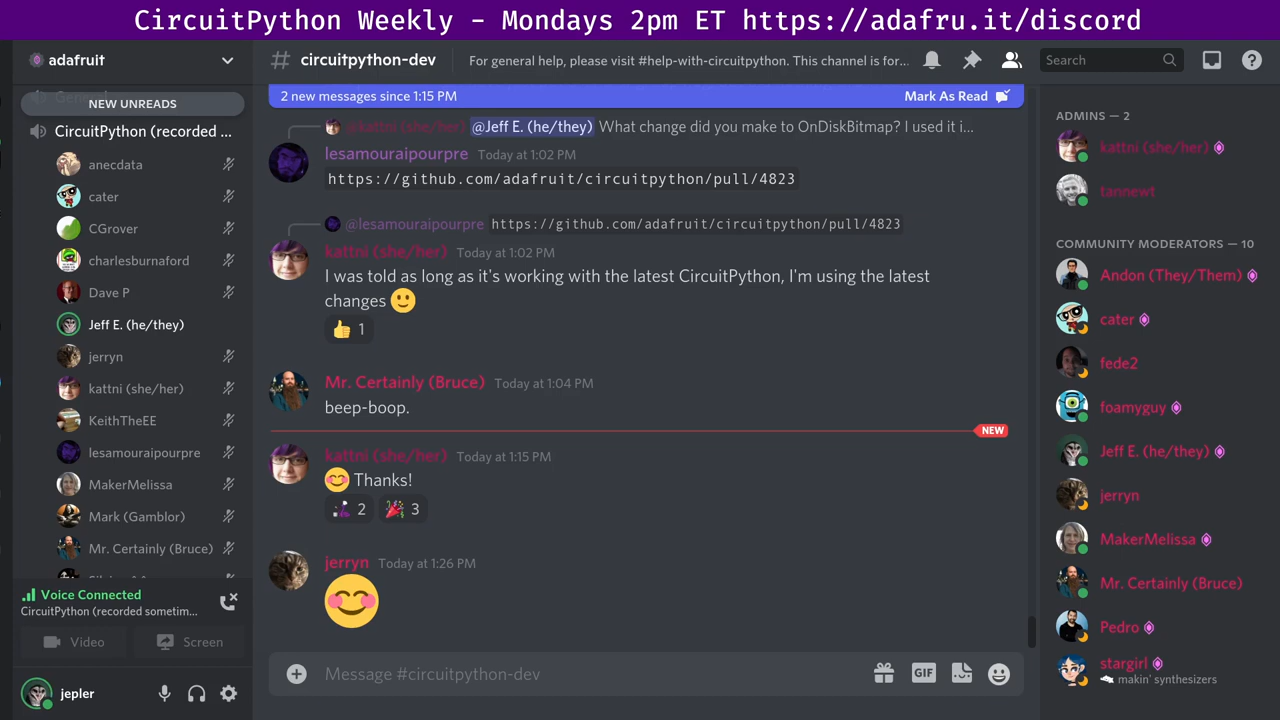 CircuitPython Weekly - Mondays 2pm ET https://adafru.it/discord
adafruit
General
NEW UNREADS
CircuitPython (recorded ...
anecdata
cater
CGrover
charlesburnaford
Dave P
Jeff E. (he/they)
jerryn
kattni (she/her)
KeithTheEE
lesamouraipourpre
MakerMelissa
Mark (Gamblor)
Mr. Certainly (Bruce)
Voice Connected
CircuitPython (recorded sometim...
Video
Screen
jepler
# circuitpython-dev
For general help, please visit #help-with-circuitpython. This channel is for...
Search
2 new messages since 1:15 PM
Mark As Read
@kattni (she/her) @Jeff E. (he/they) What change did you make to OnDiskBitmap? I used it i...
lesamouraipourpre Today at 1:02 PM
https://github.com/adafruit/circuitpython/pull/4823
@lesamouraipourpre https://github.com/adafruit/circuitpython/pull/4823
kattni (she/her) Today at 1:02 PM
I was told as long as it's working with the latest CircuitPython, I'm using the latest
changes 🙂
👍 1
Mr. Certainly (Bruce) Today at 1:04 PM
beep-boop.
NEW
kattni (she/her) Today at 1:15 PM
😊 Thanks!
2 🎉 3
jerryn Today at 1:26 PM
😊
Message #circuitpython-dev
GIF
ADMINS — 2
kattni (she/her)
tannewt
COMMUNITY MODERATORS — 10
Andon (They/Them)
cater
fede2
foamyguy
Jeff E. (he/they)
jerryn
MakerMelissa
Mr. Certainly (Bruce)
Pedro
stargirl
makin' synthesizers